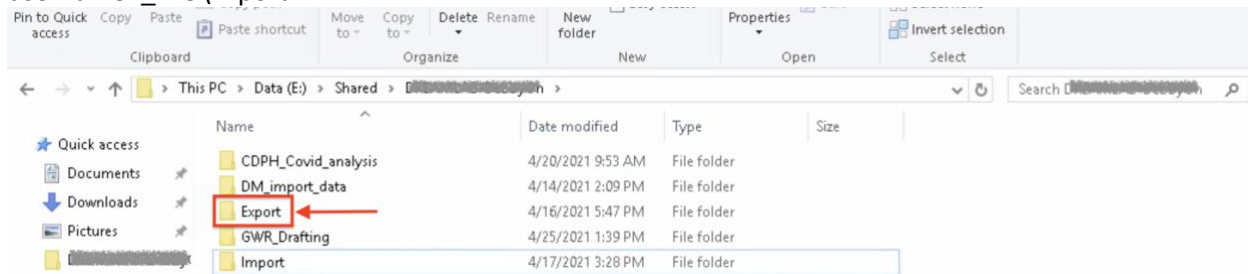 Pin to Quick access
Copy
Paste
Paste shortcut
Move to
Copy to
Delete
Rename
New folder
Properties
Invert selection
Clipboard
Organize
New
Open
Select
This PC > Data (E:) > Shared >
Search
Name
Date modified
Type
Size
Quick access
Documents
Downloads
Pictures
CDPH_Covid_analysis 4/20/2021 9:53 AM File folder
DM_import_data 4/14/2021 2:09 PM File folder
Export 4/16/2021 5:47 PM File folder
GWR_Drafting 4/25/2021 1:39 PM File folder
Import 4/17/2021 3:28 PM File folder